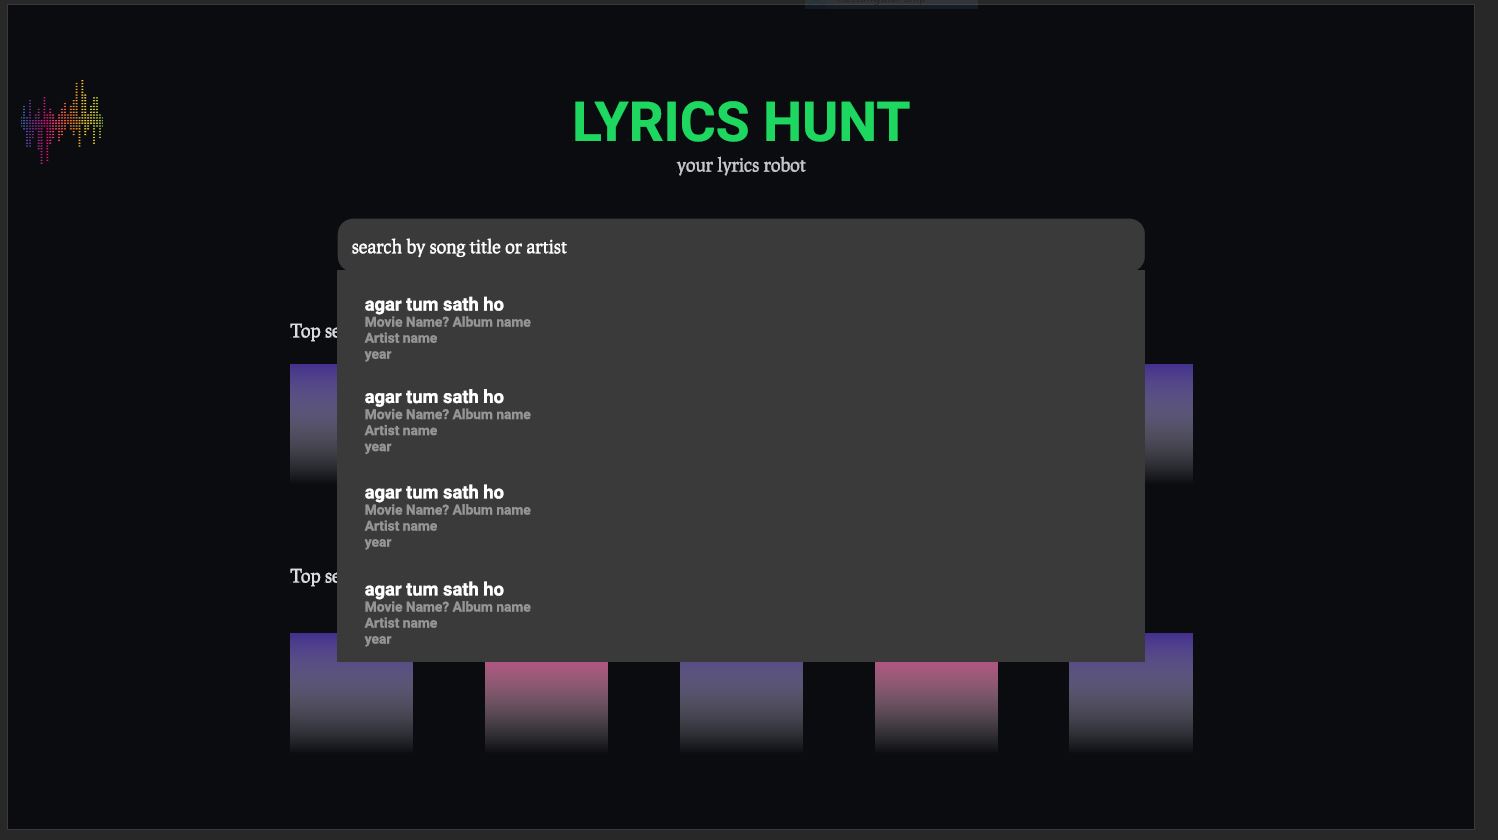 LYRICS HUNT
your lyrics robot
search by song title or artist
agar tum sath ho
Movie Name? Album name
Artist name
year
Top se
agar tum sath ho
Movie Name? Album name
Artist name
year
agar tum sath ho
Movie Name? Album name
Artist name
year
Top se
agar tum sath ho
Movie Name? Album name
Artist name
year